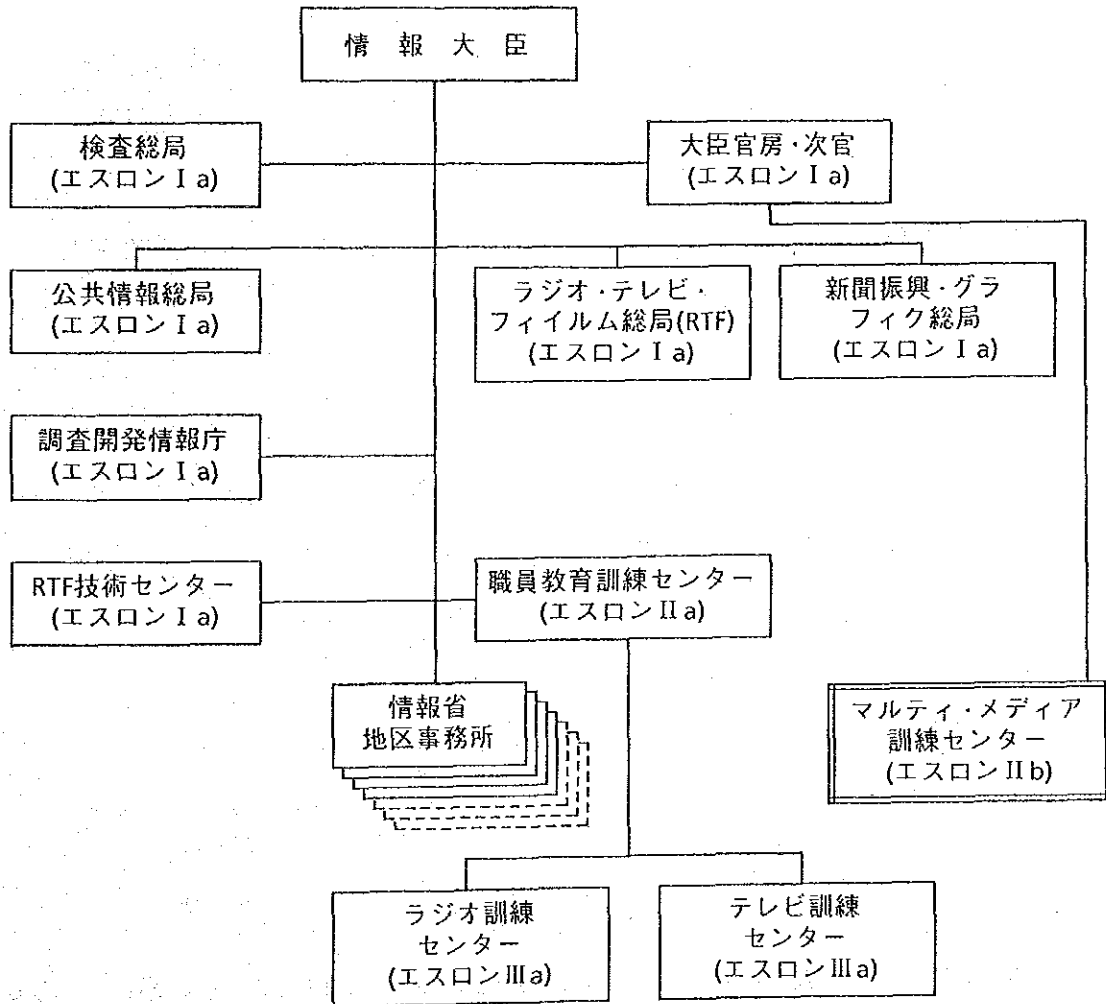 情報大臣
検査総局
(エスロンⅠa)
大臣官房・次官
(エスロンⅠa)
公共情報総局
(エスロンⅠa)
ラジオ・テレビ・
フィイルム総局(RTF)
(エスロンⅠa)
新聞振興・グラ
フィク総局
(エスロンⅠa)
調査開発情報庁
(エスロンⅠa)
RTF技術センター
(エスロンⅠa)
職員教育訓練センター
(エスロンⅡa)
情報省
地区事務所
マルティ・メディア
訓練センター
(エスロンⅡb)
ラジオ訓練
センター
(エスロンⅢa)
テレビ訓練
センター
(エスロンⅢa)